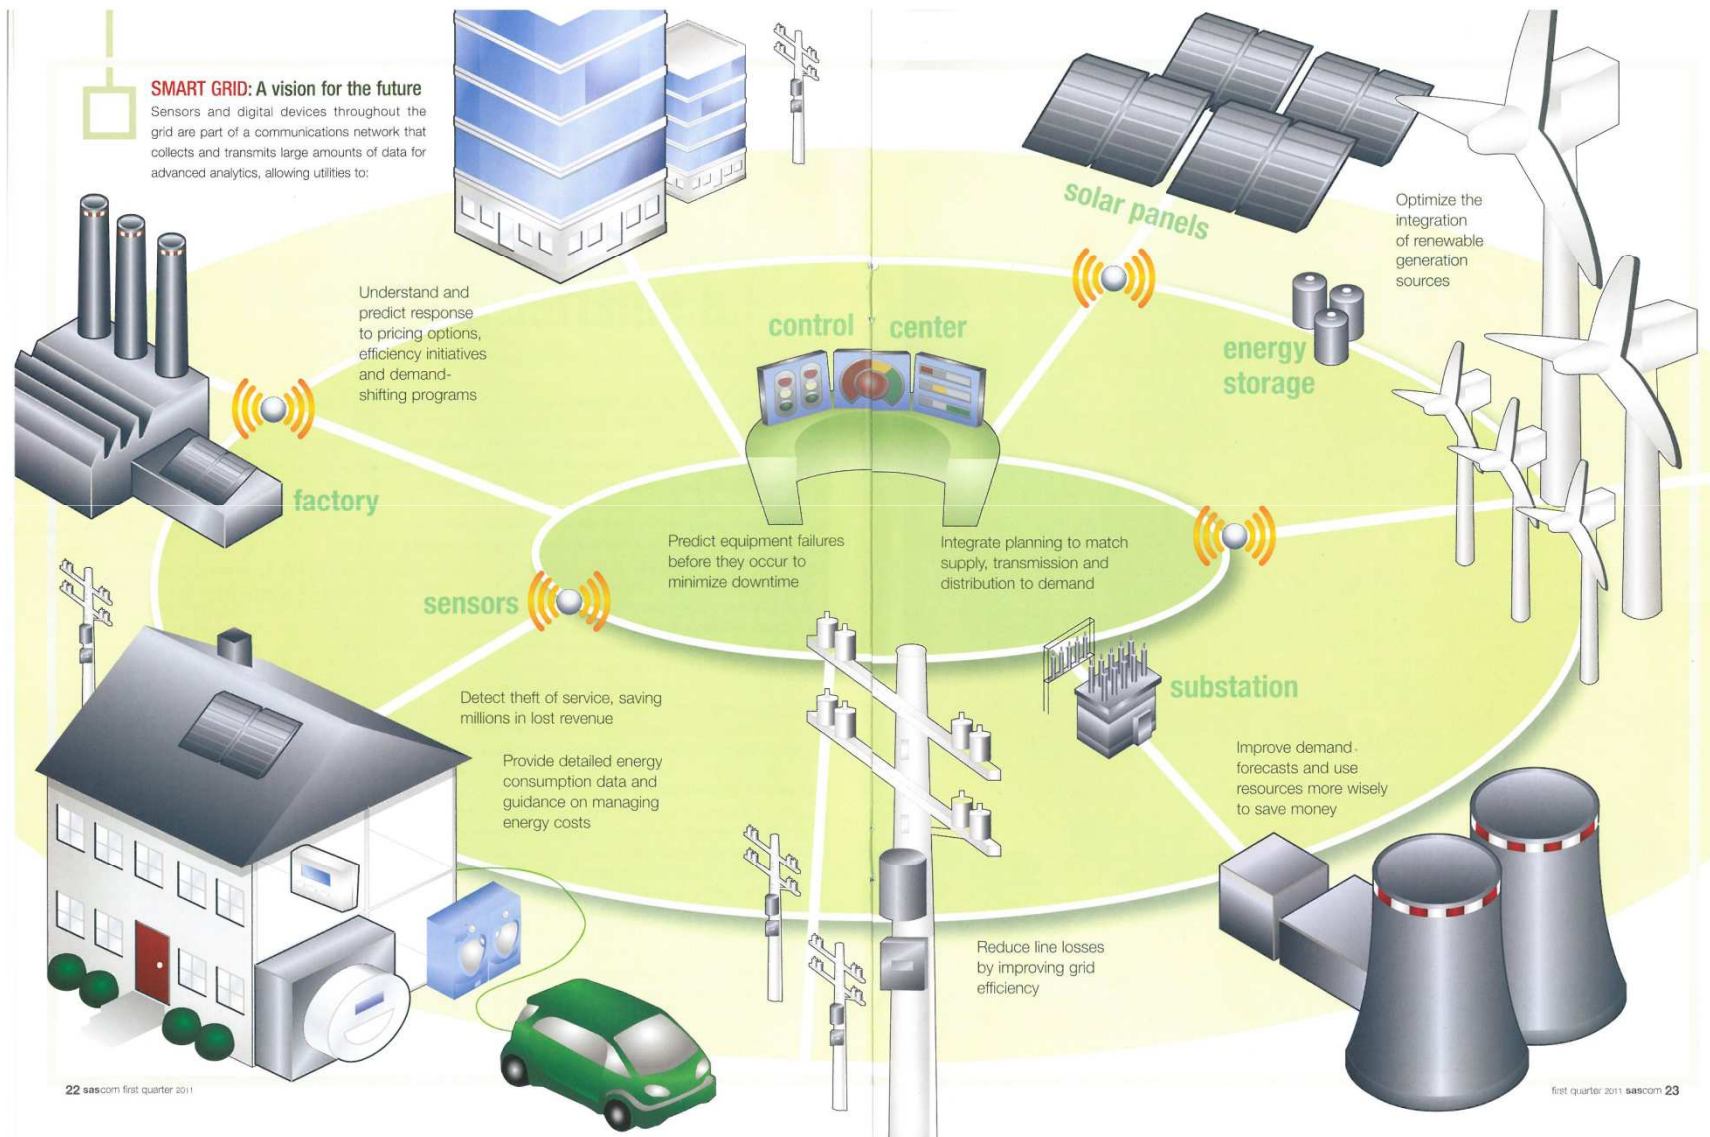 SMART GRID: A vision for the future
Sensors and digital devices throughout the
grid are part of a communications network that
collects and transmits large amounts of data for
advanced analytics, allowing utilities to:
solar panels
Optimize the
integration
of renewable
generation
sources
Understand and
predict response
to pricing options,
efficiency initiatives
and demand-
shifting programs
control center
energy
storage
factory
Predict equipment failures
before they occur to
minimize downtime
Integrate planning to match
supply, transmission and
distribution to demand
sensors
substation
Detect theft of service, saving
millions in lost revenue
Provide detailed energy
consumption data and
guidance on managing
energy costs
Improve demand
forecasts and use
resources more wisely
to save money
Reduce line losses
by improving grid
efficiency
22 sascom first quarter 2011
first quarter 2011 sascom 23